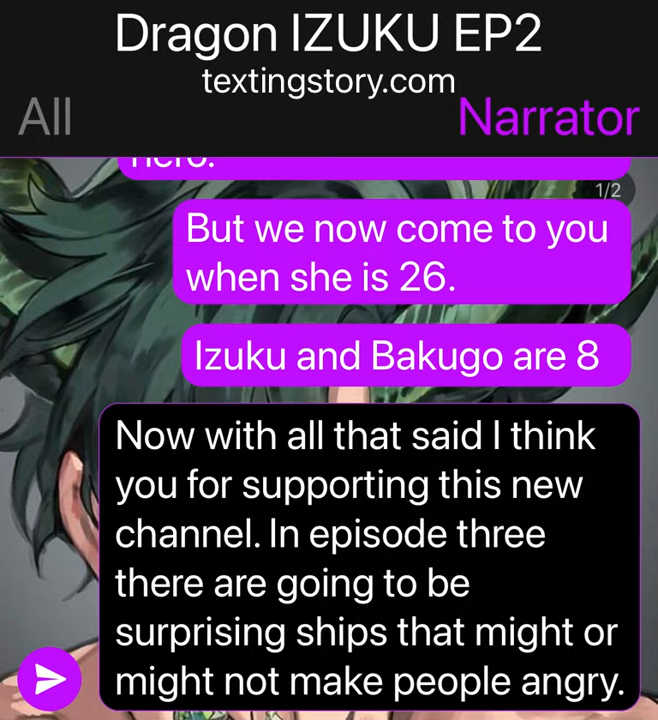 Dragon IZUKU EP2
textingstory.com
All
Narrator
hero.
1/2
But we now come to you
when she is 26.
Izuku and Bakugo are 8
Now with all that said I think
you for supporting this new
channel. In episode three
there are going to be
surprising ships that might or
might not make people angry.